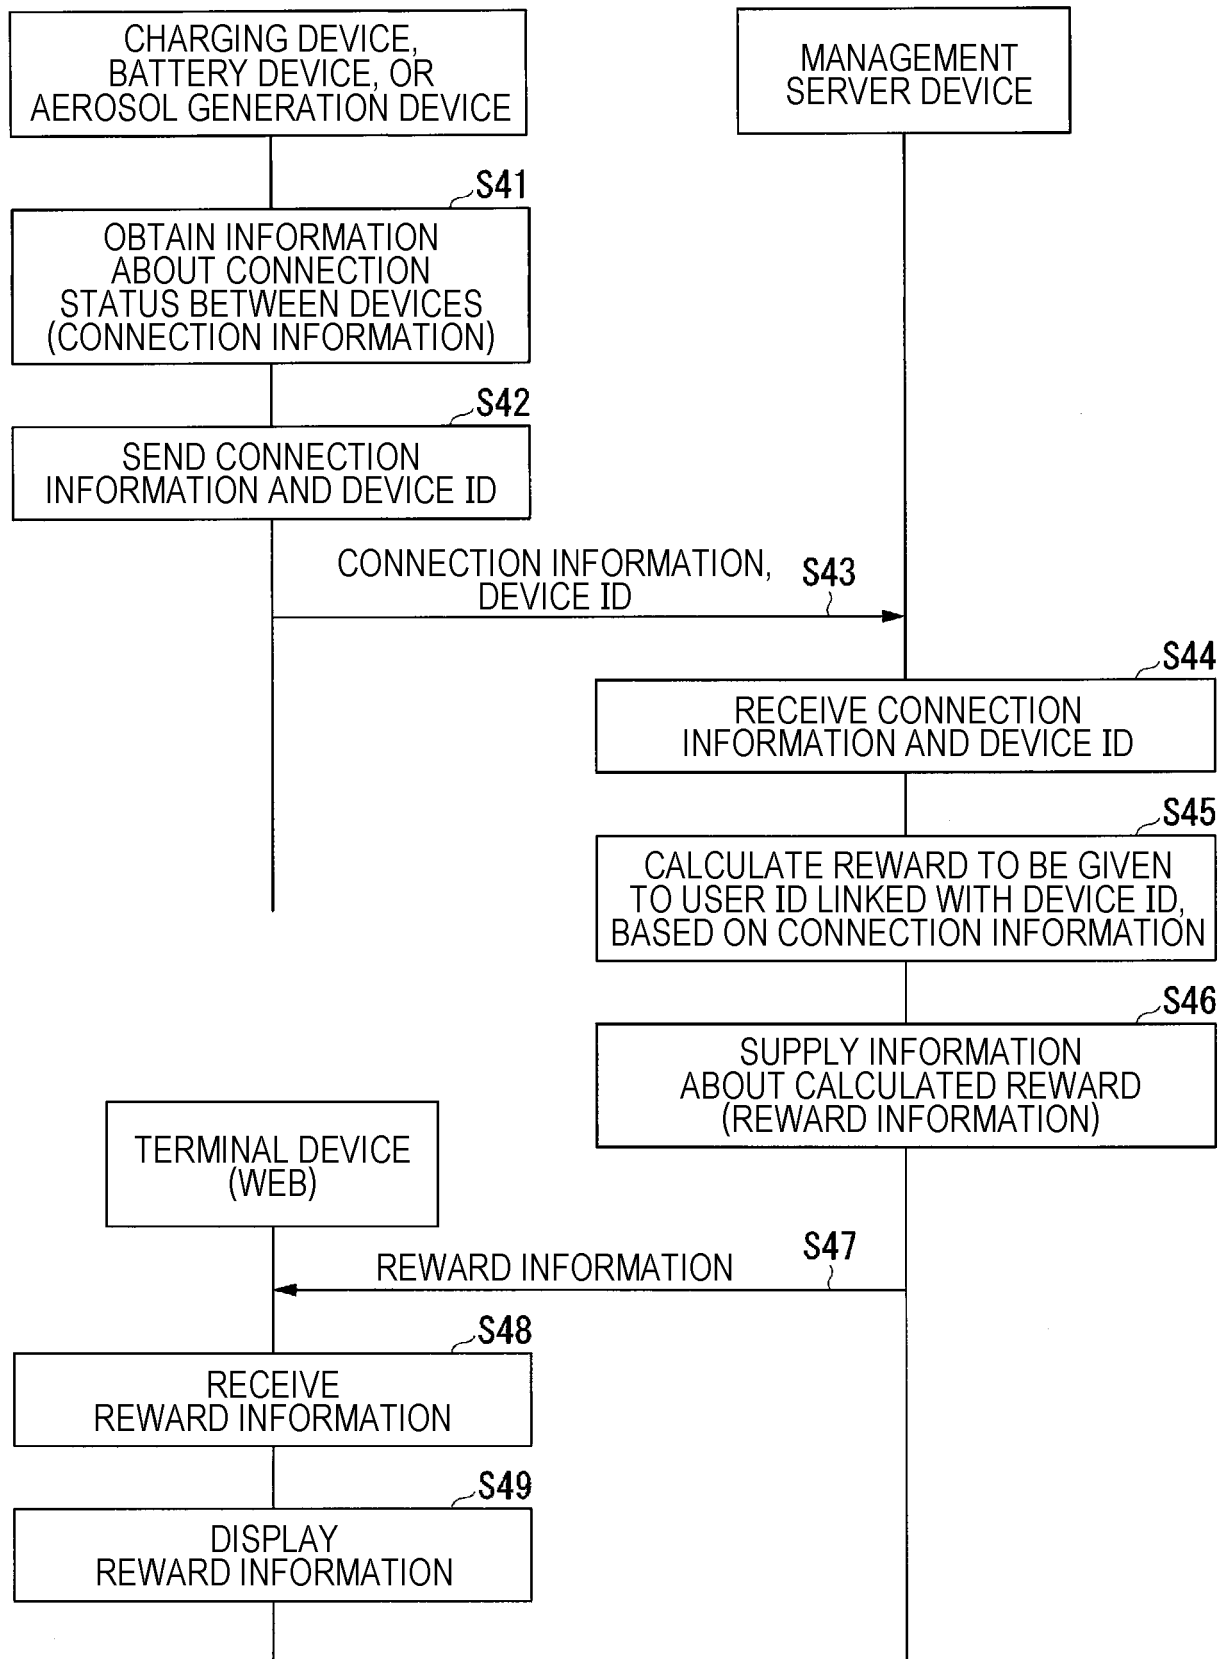 CHARGING DEVICE,
BATTERY DEVICE, OR
AEROSOL GENERATION DEVICE
MANAGEMENT
SERVER DEVICE
S41
OBTAIN INFORMATION
ABOUT CONNECTION
STATUS BETWEEN DEVICES
(CONNECTION INFORMATION)
S42
SEND CONNECTION
INFORMATION AND DEVICE ID
CONNECTION INFORMATION,
DEVICE ID
S43
S44
RECEIVE CONNECTION
INFORMATION AND DEVICE ID
S45
CALCULATE REWARD TO BE GIVEN
TO USER ID LINKED WITH DEVICE ID,
BASED ON CONNECTION INFORMATION
S46
SUPPLY INFORMATION
ABOUT CALCULATED REWARD
(REWARD INFORMATION)
TERMINAL DEVICE
(WEB)
REWARD INFORMATION
S47
S48
RECEIVE
REWARD INFORMATION
S49
DISPLAY
REWARD INFORMATION